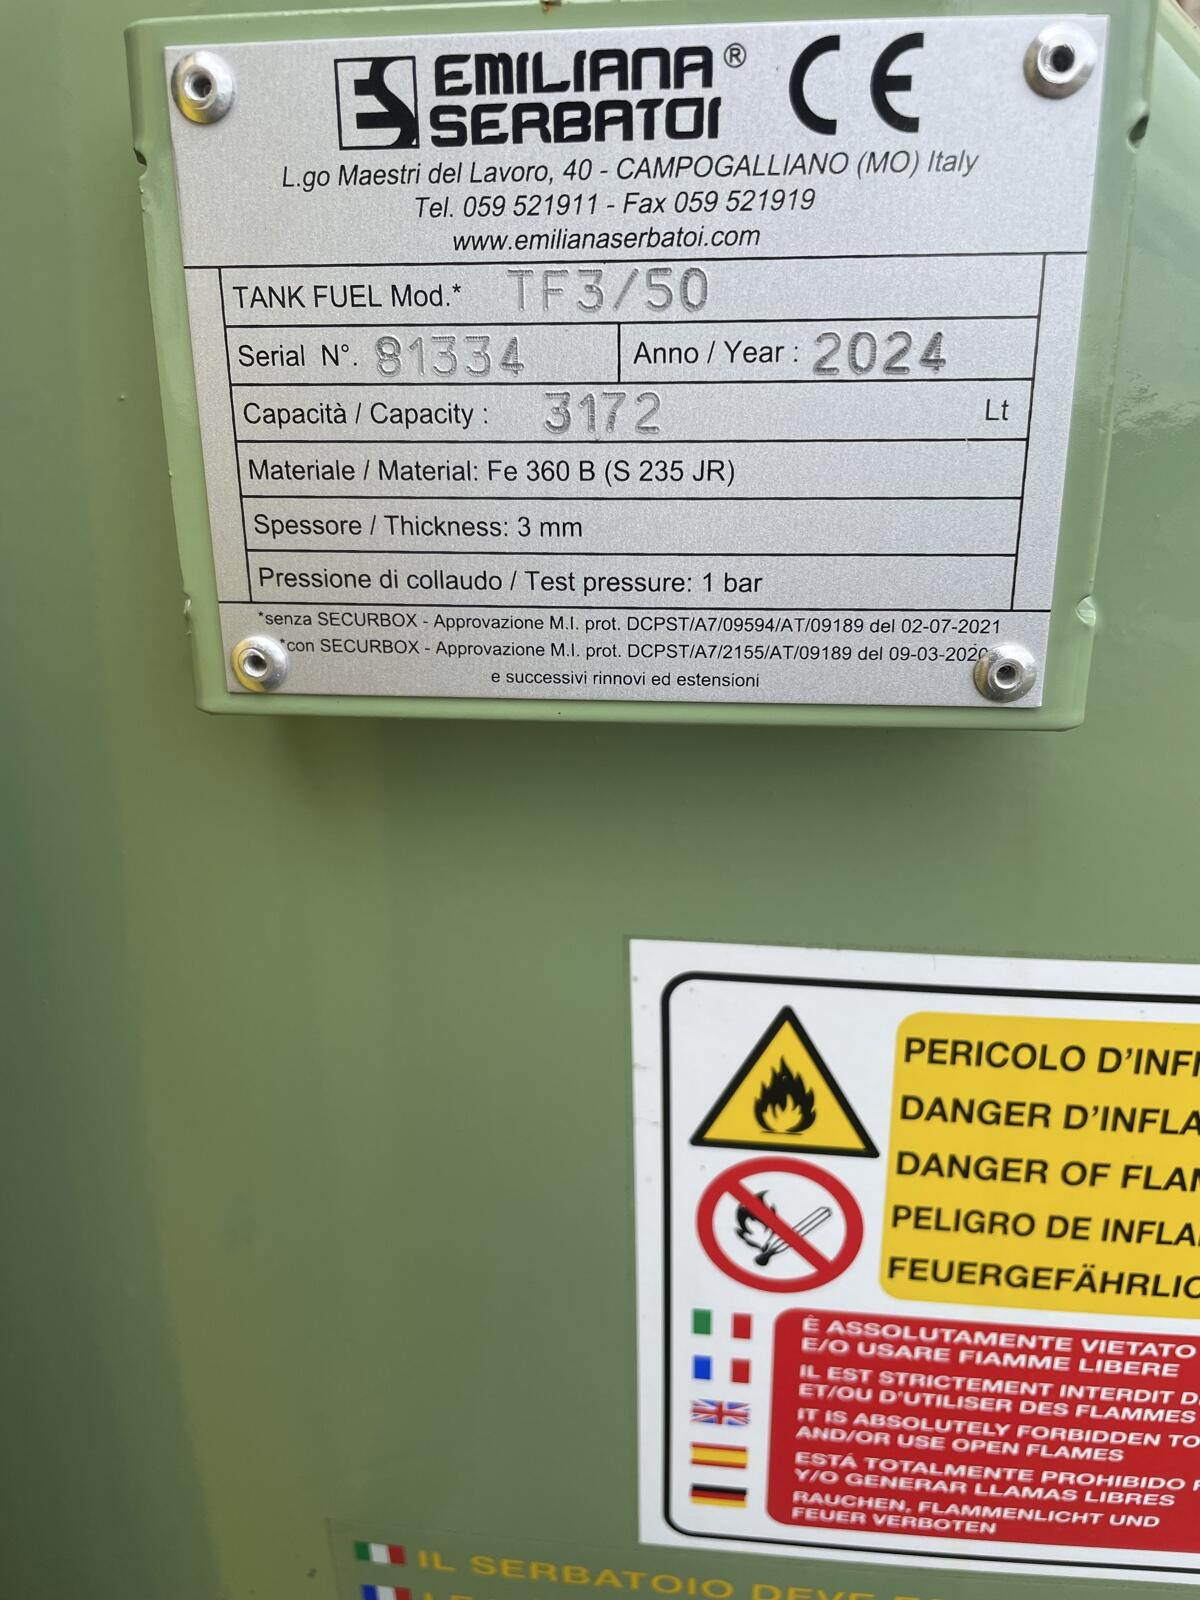 EMILIANA®
SERBATOI
CE
L.go Maestri del Lavoro, 40 - CAMPOGALLIANO (MO) Italy
Tel. 059 521911 - Fax 059 521919
www.emilianaserbatoi.com
TANK FUEL Mod.* TF3/50
Serial N°. 81334 Anno / Year : 2024
Capacità / Capacity : 3172 Lt
Materiale / Material: Fe 360 B (S 235 JR)
Spessore / Thickness: 3 mm
Pressione di collaudo / Test pressure: 1 bar
*senza SECURBOX - Approvazione M.I. prot. DCPST/A7/09594/AT/09189 del 02-07-2021
*con SECURBOX - Approvazione M.I. prot. DCPST/A7/2155/AT/09189 del 09-03-2020
e successivi rinnovi ed estensioni
PERICOLO D'INFI
DANGER D'INFLA
DANGER OF FLAM
PELIGRO DE INFLA
FEUERGEFÄHRLIC
È ASSOLUTAMENTE VIETATO
E/O USARE FIAMME LIBERE
IL EST STRICTEMENT INTERDIT D
ET/OU D'UTILISER DES FLAMMES
IT IS ABSOLUTELY FORBIDDEN TO
AND/OR USE OPEN FLAMES
ESTÁ TOTALMENTE PROHIBIDO
Y/O GENERAR LLAMAS LIBRES
RAUCHEN, FLAMMENLICHT UND
FEUER VERBOTEN
IL SERBATOIO DEVE